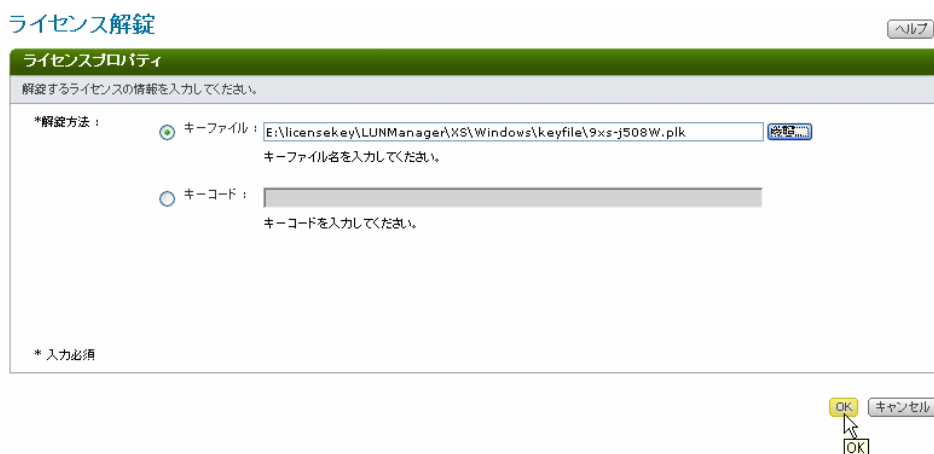 ライセンス解錠
ヘルプ
ライセンスプロパティ
解錠するライセンスの情報を入力してください。
*解錠方法：
キーファイル： E:\licensekey\LUNManager\XS\Windows\keyfile\9xs-j508W.plk 参照...
キーファイル名を入力してください。
キーコード：
キーコードを入力してください。
* 入力必須
OK キャンセル
OK